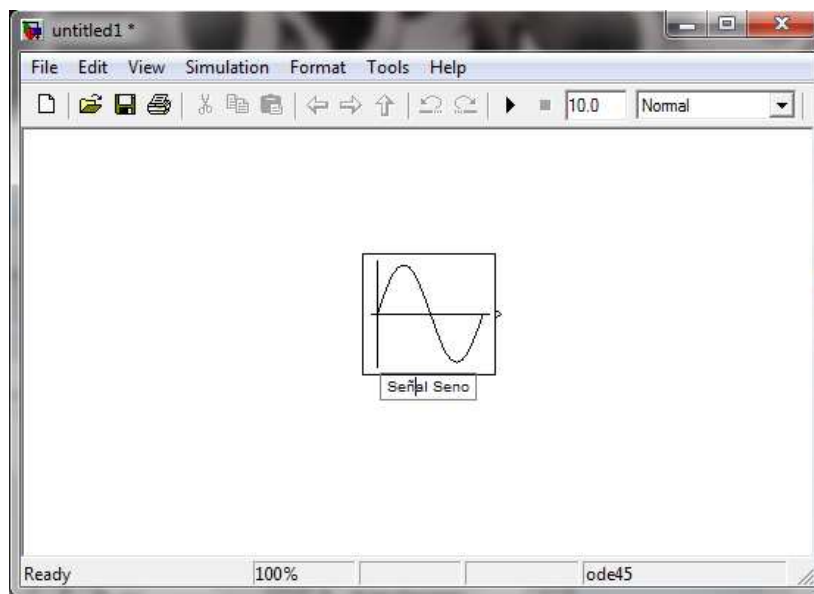 untitled1 *
File Edit View Simulation Format Tools Help
10.0 Normal
Señal Seno
Ready 100% ode45